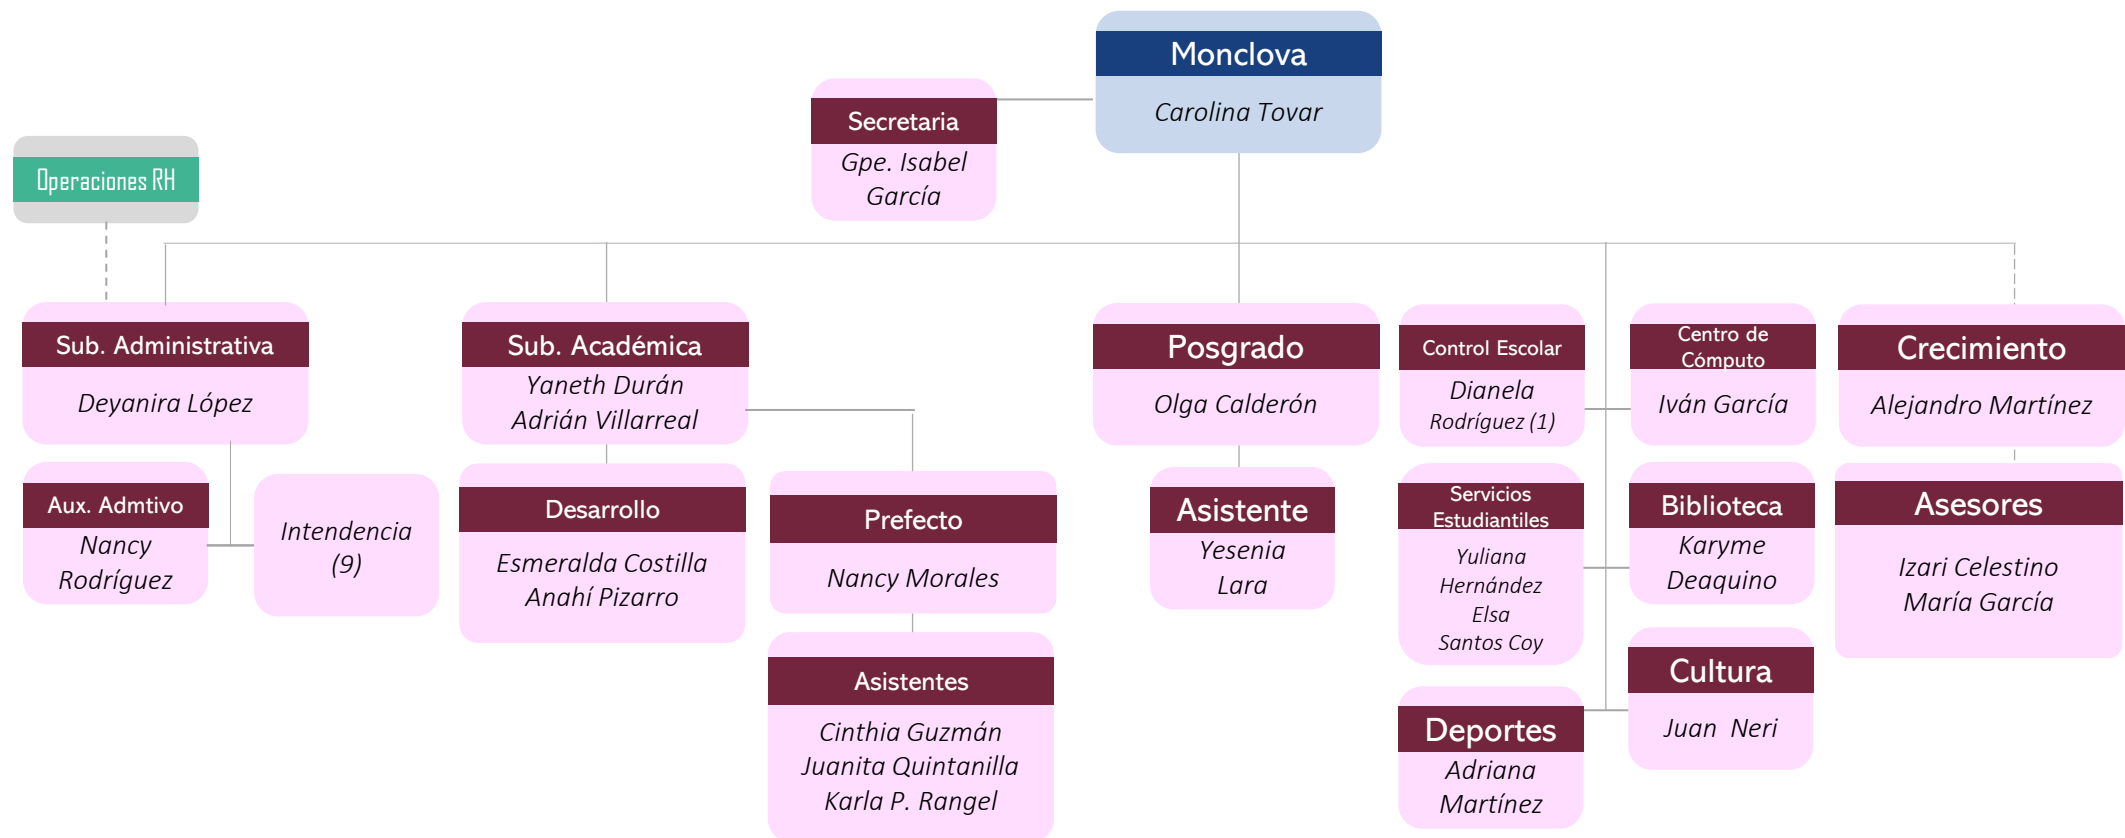 Monclova
Carolina Tovar
Secretaria
Gpe. Isabel
García
Operaciones RH
Sub. Administrativa
Deyanira López
Aux. Admtivo
Nancy
Rodríguez
Intendencia
(9)
Sub. Académica
Yaneth Durán
Adrián Villarreal
Desarrollo
Esmeralda Costilla
Anahí Pizarro
Prefecto
Nancy Morales
Asistentes
Cinthia Guzmán
Juanita Quintanilla
Karla P. Rangel
Posgrado
Olga Calderón
Asistente
Yesenia
Lara
Control Escolar
Dianela
Rodríguez (1)
Servicios
Estudiantiles
Yuliana
Hernández
Elsa
Santos Coy
Deportes
Adriana
Martínez
Centro de
Cómputo
Iván García
Biblioteca
Karyme
Deaquino
Cultura
Juan Neri
Crecimiento
Alejandro Martínez
Asesores
Izari Celestino
María García